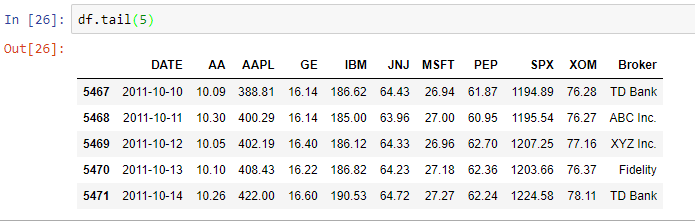 In [26]: df.tail(5)
Out[26]:
DATE AA AAPL GE IBM JNJ MSFT PEP SPX XOM Broker
5467 2011-10-10 10.09 388.81 16.14 186.62 64.43 26.94 61.87 1194.89 76.28 TD Bank
5468 2011-10-11 10.30 400.29 16.14 185.00 63.96 27.00 60.95 1195.54 76.27 ABC Inc.
5469 2011-10-12 10.05 402.19 16.40 186.12 64.33 26.96 62.70 1207.25 77.16 XYZ Inc.
5470 2011-10-13 10.10 408.43 16.22 186.82 64.23 27.18 62.36 1203.66 76.37 Fidelity
5471 2011-10-14 10.26 422.00 16.60 190.53 64.72 27.27 62.24 1224.58 78.11 TD Bank